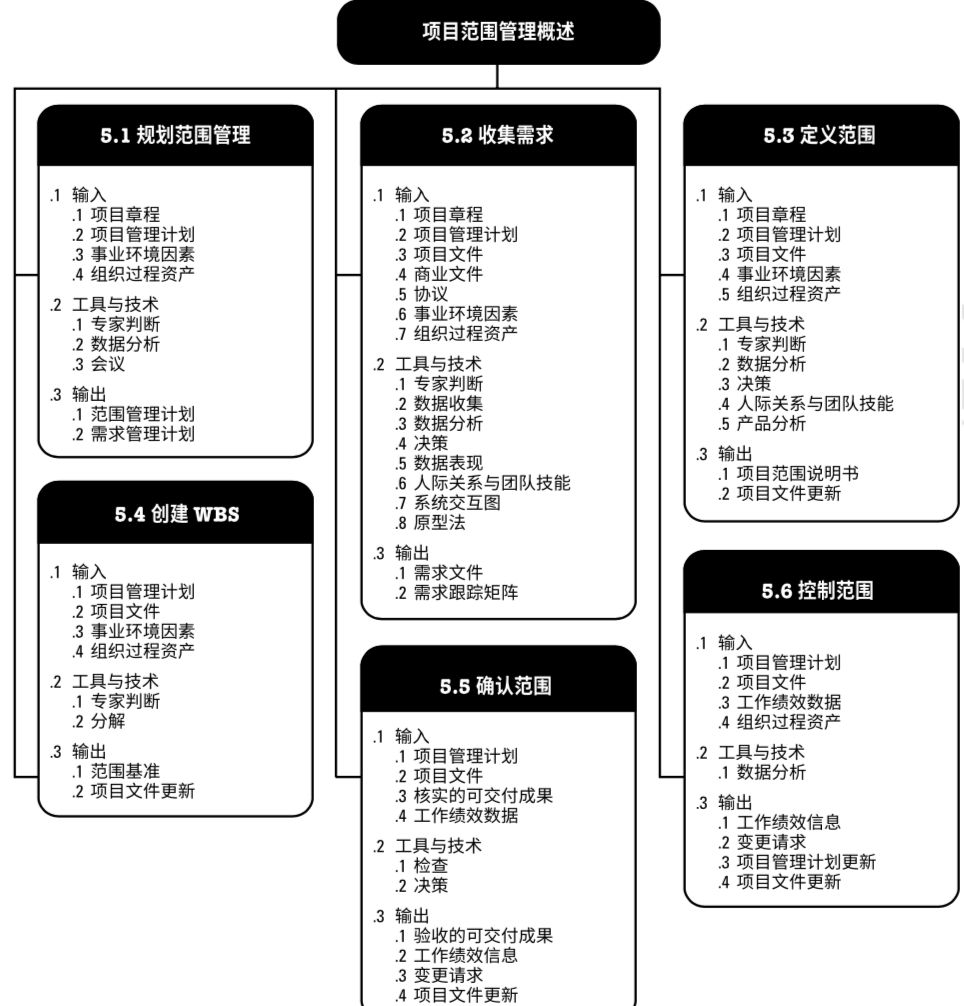 项目范围管理概述
5.1 规划范围管理
.1 输入
.1 项目章程
.2 项目管理计划
.3 事业环境因素
.4 组织过程资产
.2 工具与技术
.1 专家判断
.2 数据分析
.3 会议
.3 输出
.1 范围管理计划
.2 需求管理计划
5.2 收集需求
.1 输入
.1 项目章程
.2 项目管理计划
.3 项目文件
.4 商业文件
.5 协议
.6 事业环境因素
.7 组织过程资产
.2 工具与技术
.1 专家判断
.2 数据收集
.3 数据分析
.4 决策
.5 数据表现
.6 人际关系与团队技能
.7 系统交互图
.8 原型法
.3 输出
.1 需求文件
.2 需求跟踪矩阵
5.3 定义范围
.1 输入
.1 项目章程
.2 项目管理计划
.3 项目文件
.4 事业环境因素
.5 组织过程资产
.2 工具与技术
.1 专家判断
.2 数据分析
.3 决策
.4 人际关系与团队技能
.5 产品分析
.3 输出
.1 项目范围说明书
.2 项目文件更新
5.4 创建 WBS
.1 输入
.1 项目管理计划
.2 项目文件
.3 事业环境因素
.4 组织过程资产
.2 工具与技术
.1 专家判断
.2 分解
.3 输出
.1 范围基准
.2 项目文件更新
5.5 确认范围
.1 输入
.1 项目管理计划
.2 项目文件
.3 核实的可交付成果
.4 工作绩效数据
.2 工具与技术
.1 检查
.2 决策
.3 输出
.1 验收的可交付成果
.2 工作绩效信息
.3 变更请求
.4 项目文件更新
5.6 控制范围
.1 输入
.1 项目管理计划
.2 项目文件
.3 工作绩效数据
.4 组织过程资产
.2 工具与技术
.1 数据分析
.3 输出
.1 工作绩效信息
.2 变更请求
.3 项目管理计划更新
.4 项目文件更新